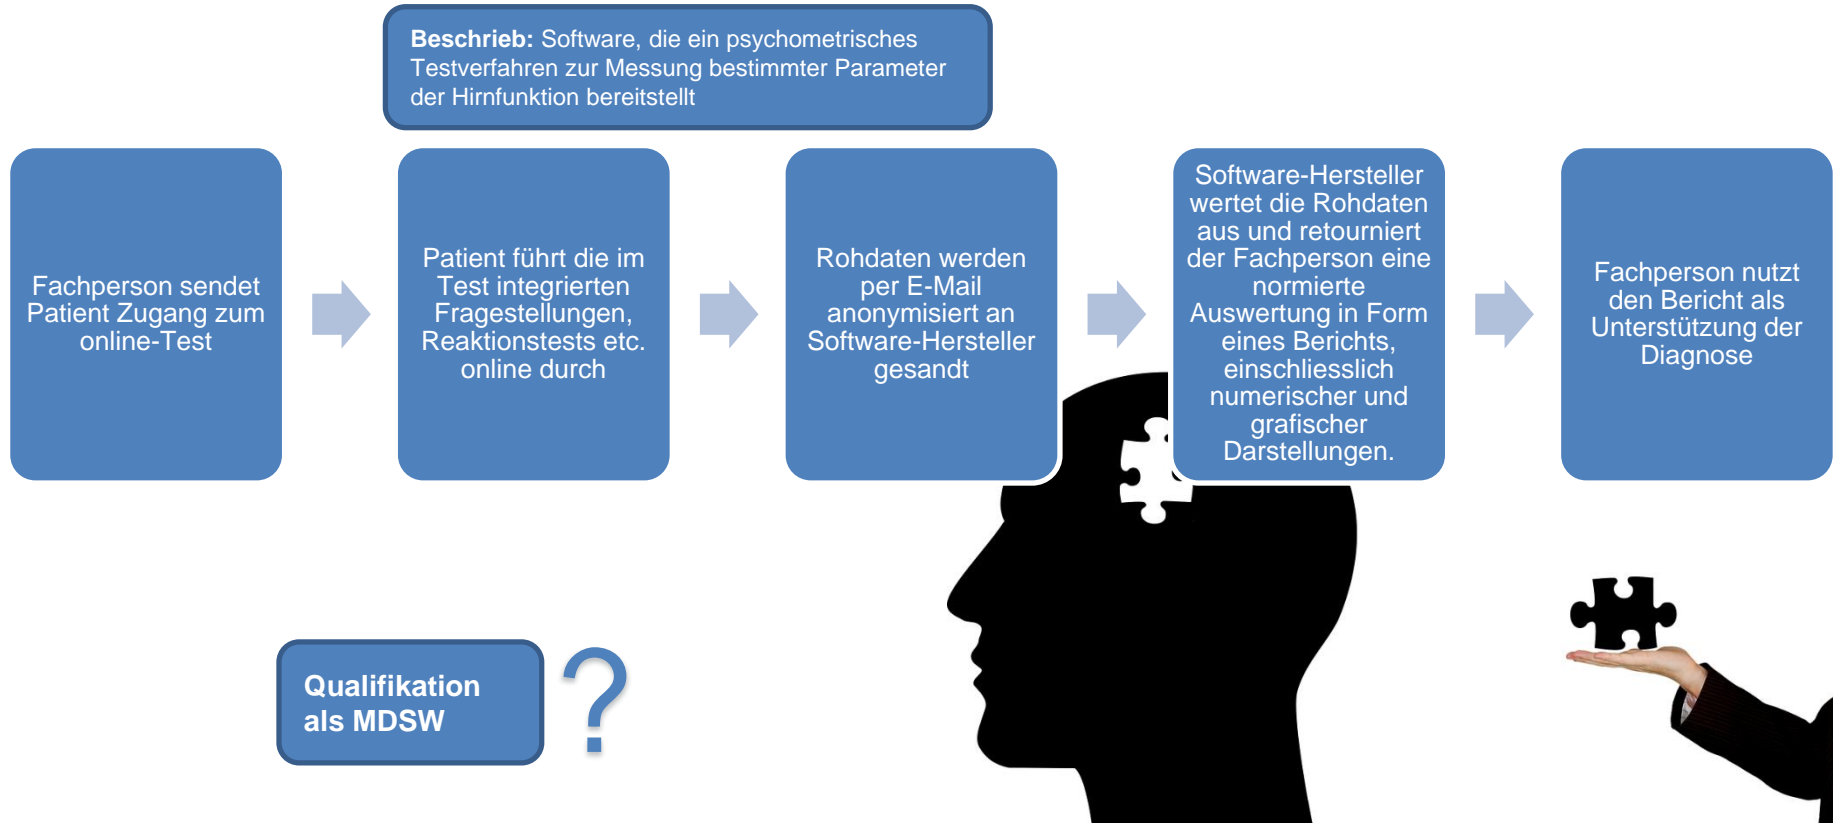 Beschrieb: Software, die ein psychometrisches
Testverfahren zur Messung bestimmter Parameter
der Hirnfunktion bereitstellt
Fachperson sendet
Patient Zugang zum
online-Test
Patient führt die im
Test integrierten
Fragestellungen,
Reaktionstests etc.
online durch
Rohdaten werden
per E-Mail
anonymisiert an
Software-Hersteller
gesandt
Software-Hersteller
wertet die Rohdaten
aus und retourniert
der Fachperson eine
normierte
Auswertung in Form
eines Berichts,
einschliesslich
numerischer und
grafischer
Darstellungen.
Fachperson nutzt
den Bericht als
Unterstützung der
Diagnose
Qualifikation
als MDSW
?